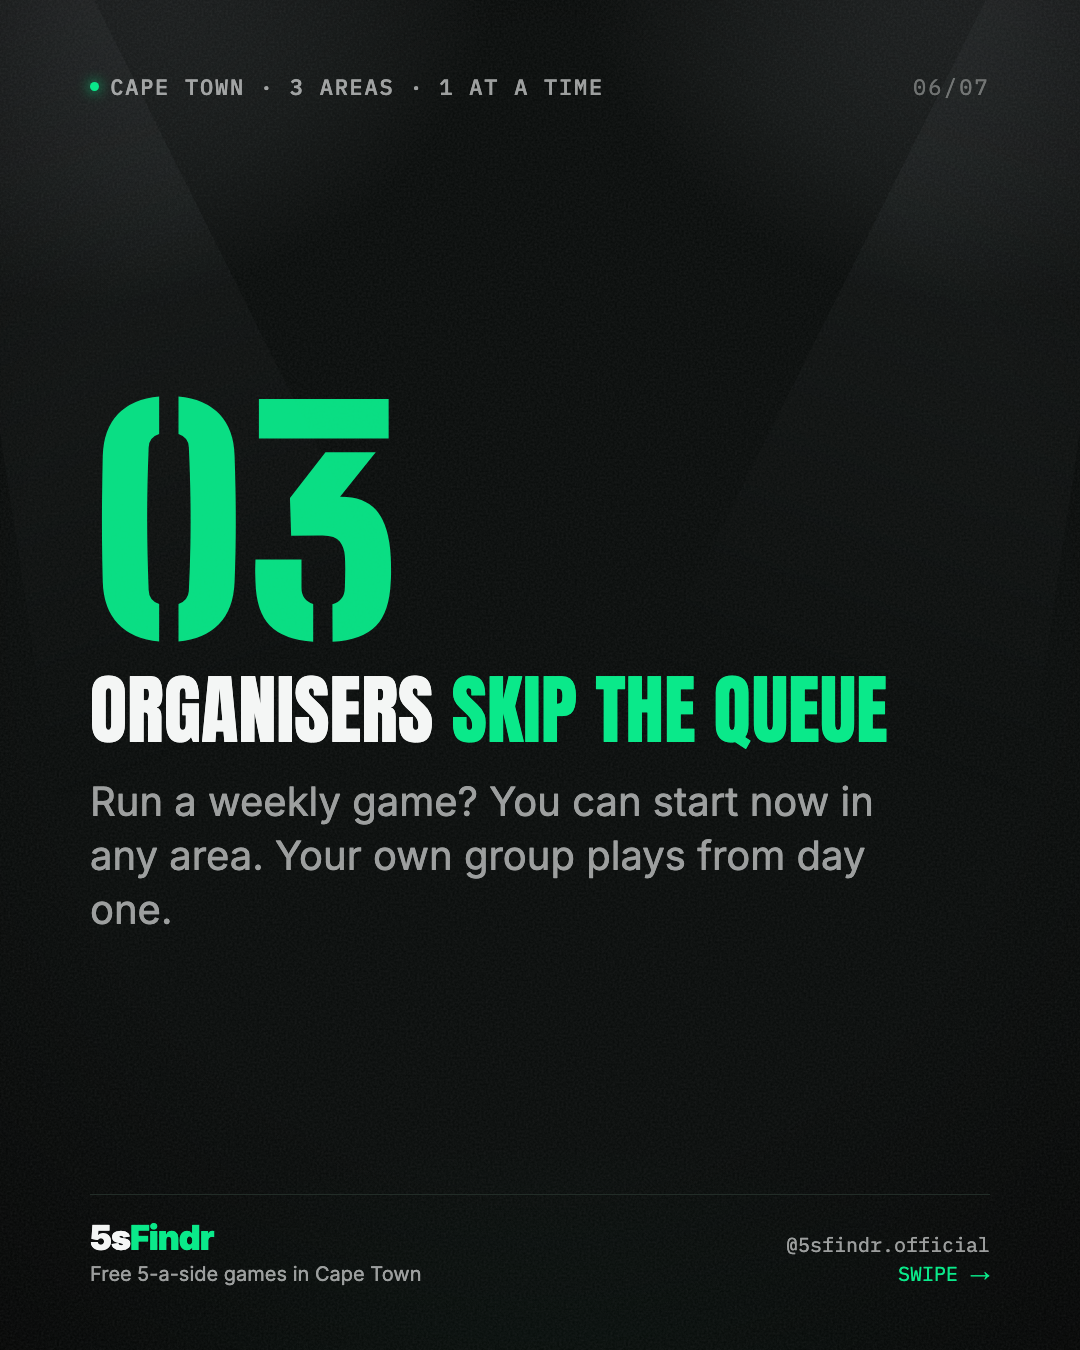 CAPE TOWN · 3 AREAS · 1 AT A TIME
06/07
03
ORGANISERS SKIP THE QUEUE
Run a weekly game? You can start now in
any area. Your own group plays from day
one.
5sFindr
Free 5-a-side games in Cape Town
@5sfindr.official
SWIPE →